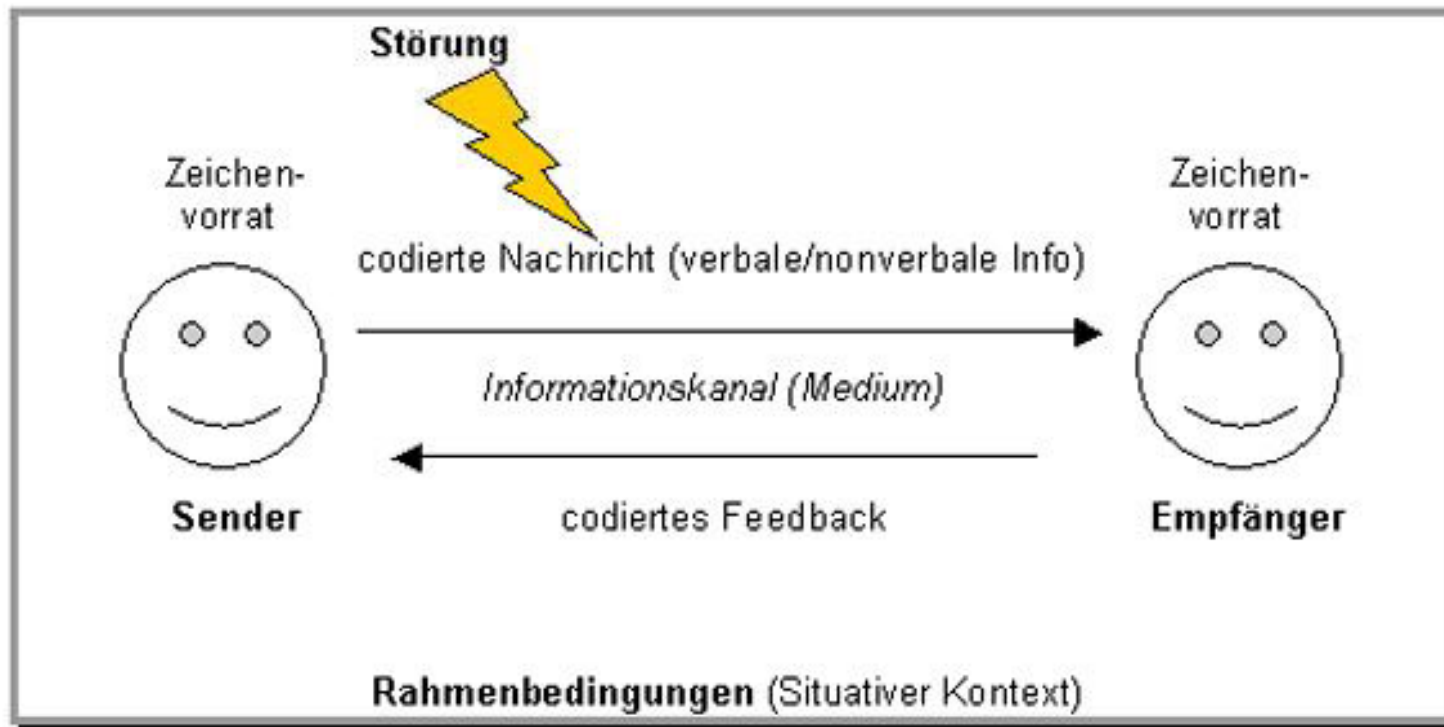 Störung
Zeichen-
vorrat
Zeichen-
vorrat
codierte Nachricht (verbale/nonverbale Info)
Informationskanal (Medium)
Sender
codiertes Feedback
Empfänger
Rahmenbedingungen (Situativer Kontext)